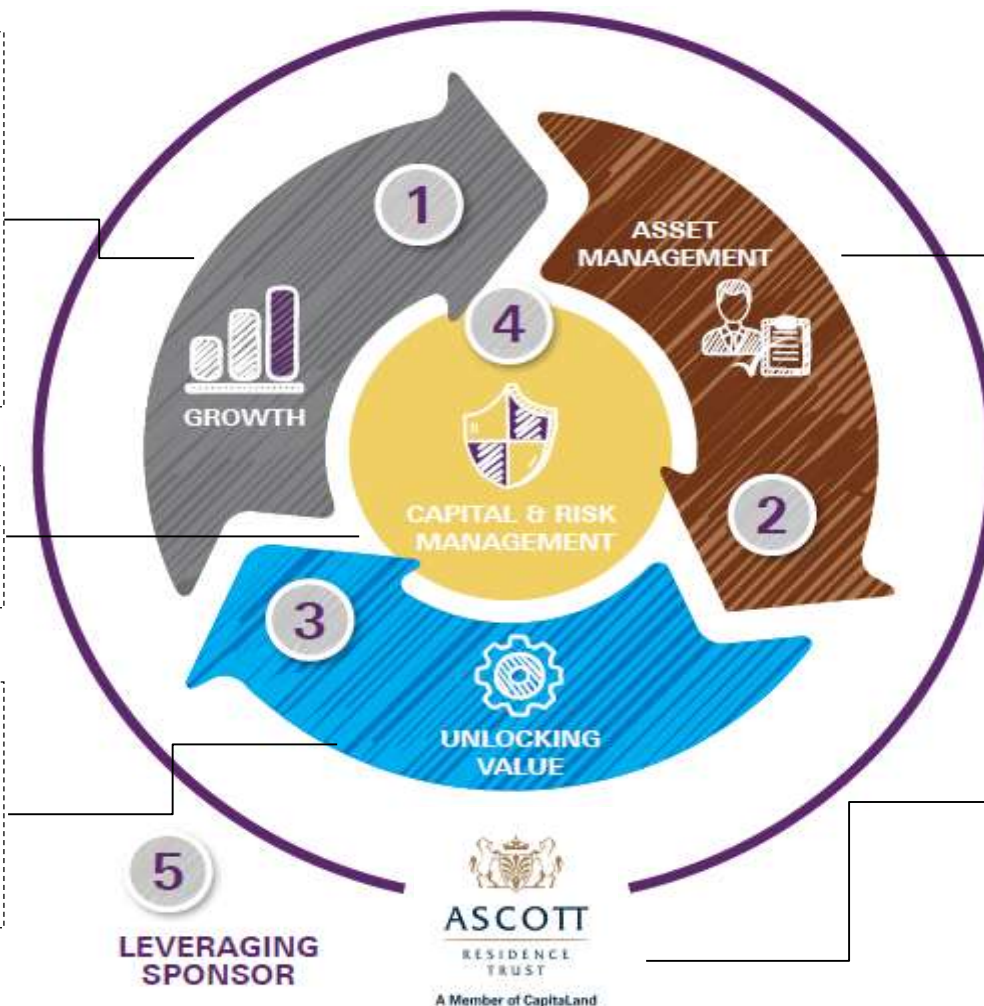 1
GROWTH
ASSET
MANAGEMENT
2
4
CAPITAL & RISK
MANAGEMENT
3
UNLOCKING
VALUE
5
LEVERAGING
SPONSOR
ASCOTT
RESIDENCE
TRUST
A Member of CapitaLand